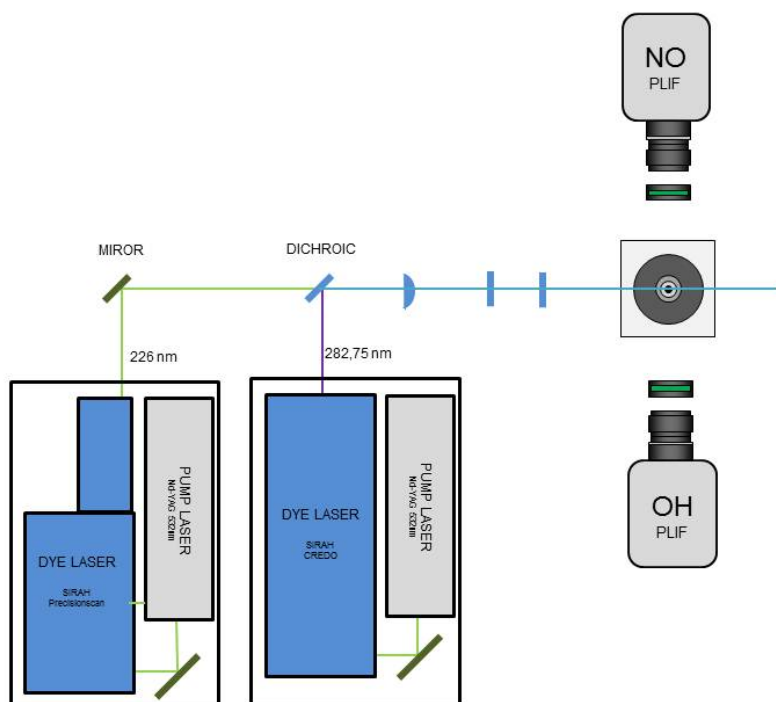 NO
PLIF
MIROR
DICHROIC
226 nm
282,75 nm
PUMP LASER
Nd-YAG 532nm
DYE LASER
SIRAH
Precisionscan
PUMP LASER
Nd-YAG 532nm
DYE LASER
SIRAH
CREDO
OH
PLIF